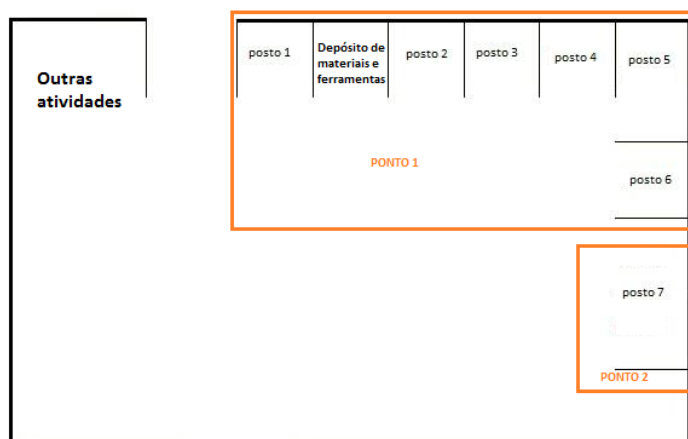 Outras
atividades
posto 1
Depósito de
materiais e
ferramentas
posto 2
posto 3
posto 4
posto 5
PONTO 1
posto 6
posto 7
PONTO 2